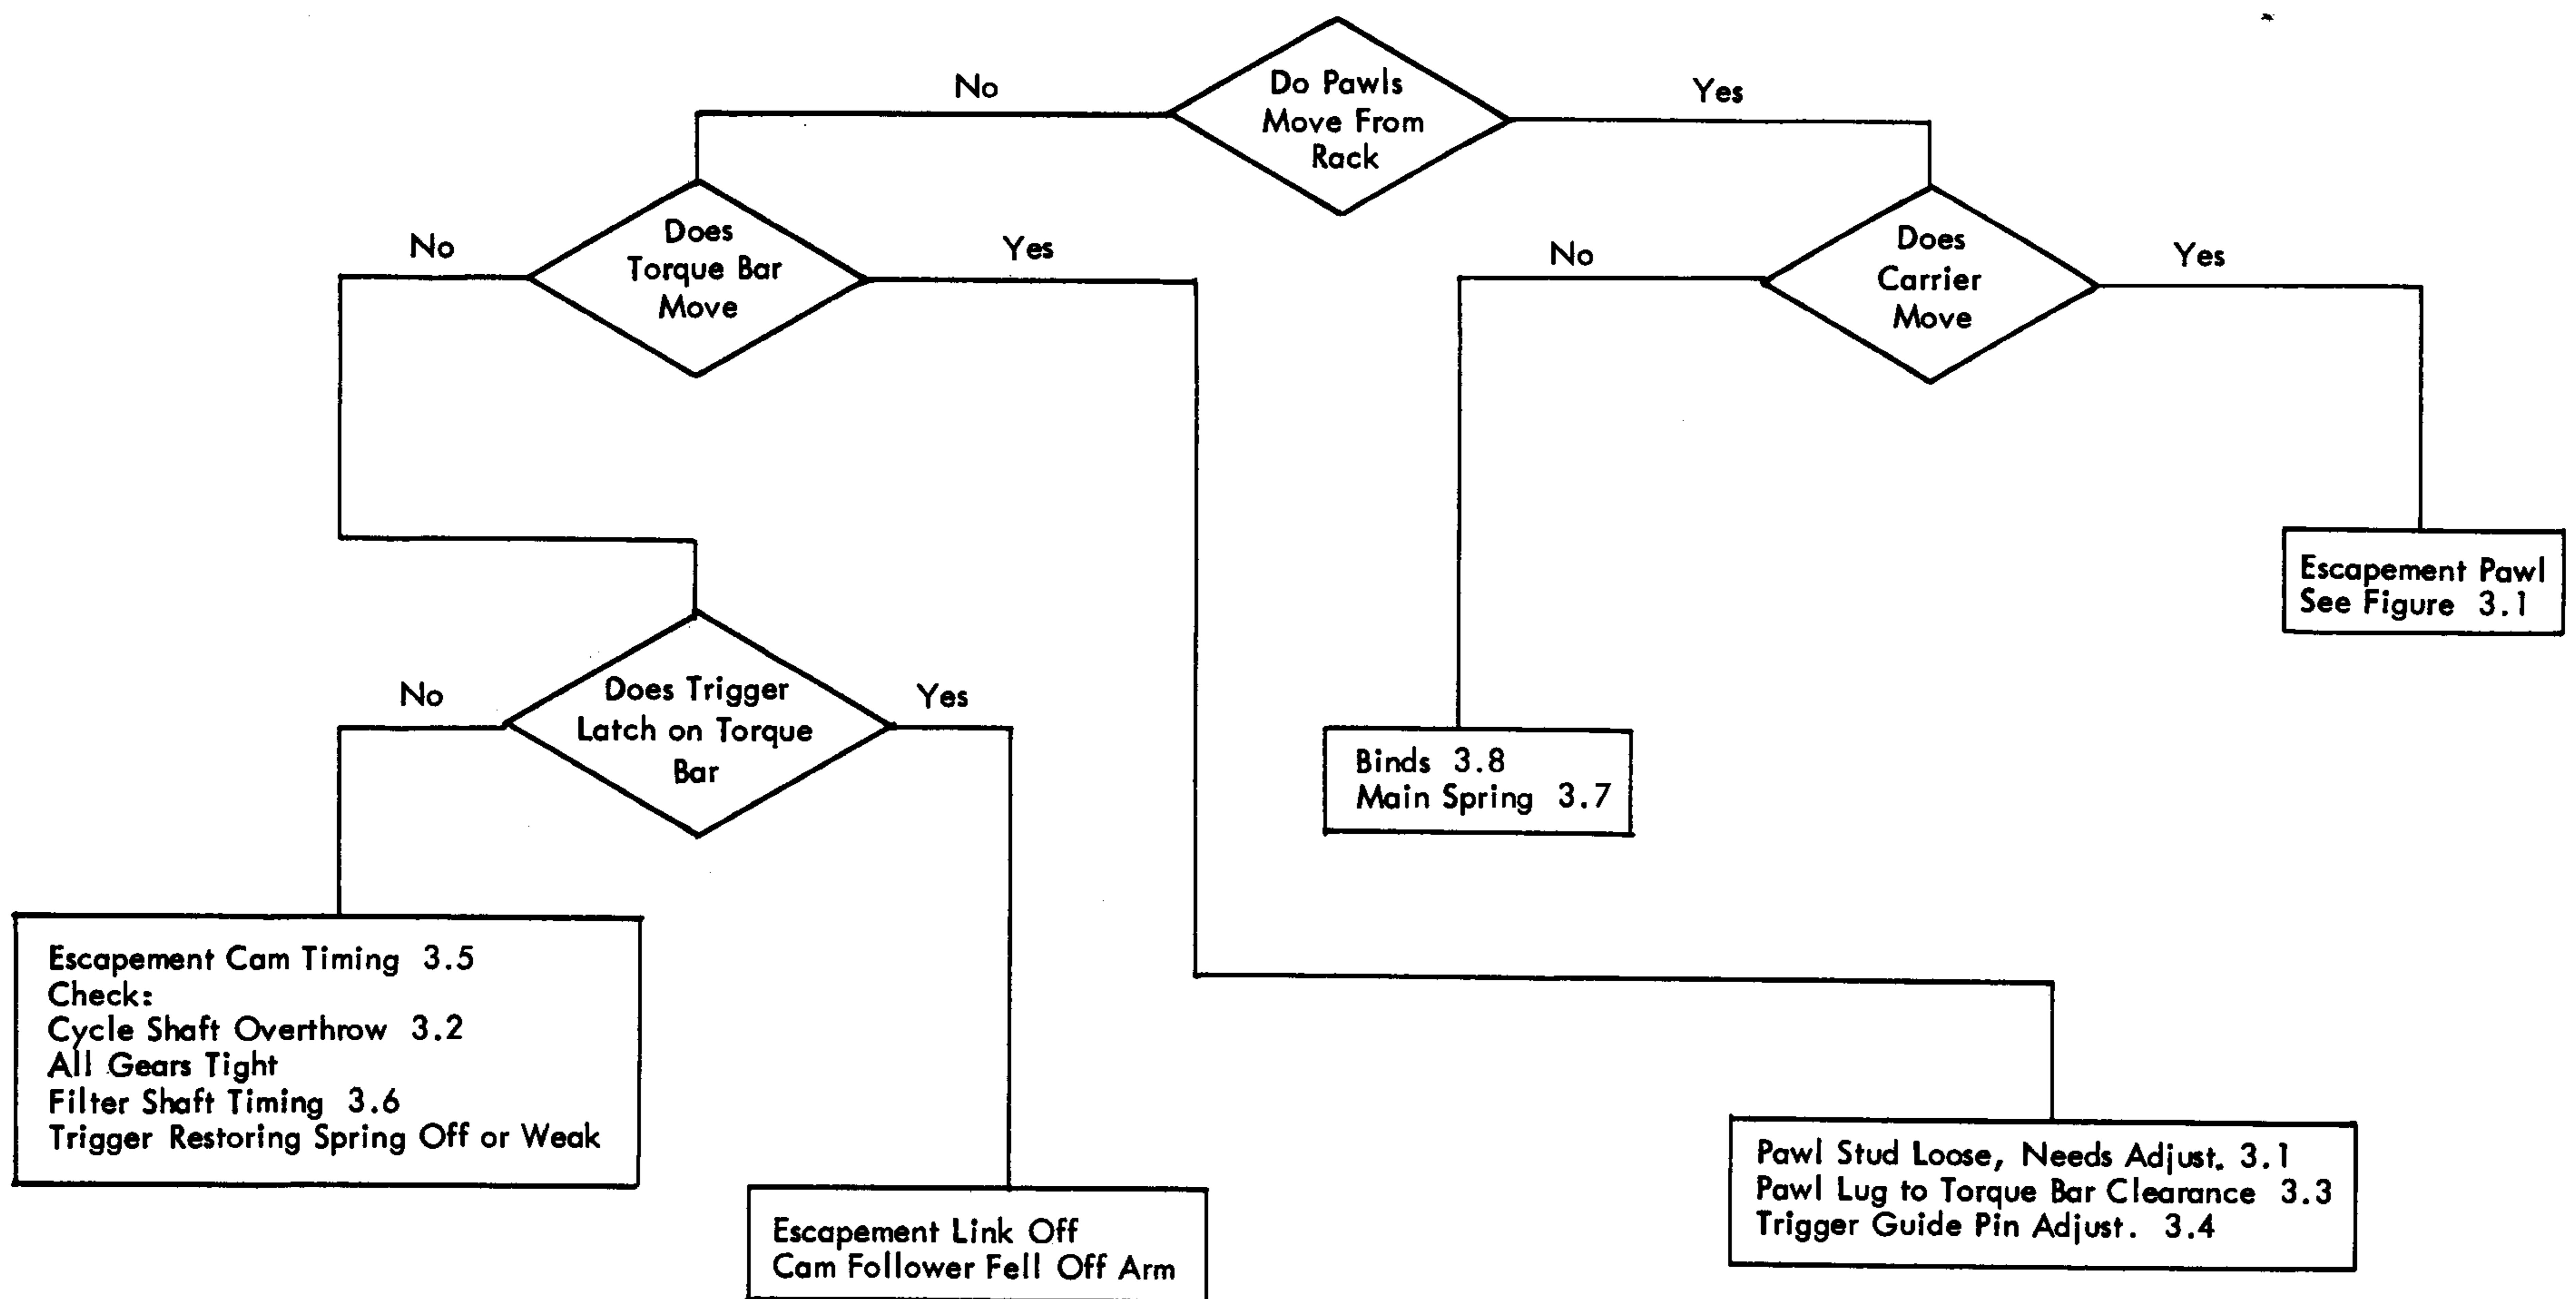 Do Pawls
Move From
Rack
No
Yes
Does
Torque Bar
Move
No
Yes
Does
Carrier
Move
No
Yes
Escapement Pawl
See Figure 3.1
Does Trigger
Latch on Torque
Bar
No
Yes
Binds 3.8
Main Spring 3.7
Escapement Cam Timing 3.5
Check:
Cycle Shaft Overthrow 3.2
All Gears Tight
Filter Shaft Timing 3.6
Trigger Restoring Spring Off or Weak
Escapement Link Off
Cam Follower Fell Off Arm
Pawl Stud Loose, Needs Adjust. 3.1
Pawl Lug to Torque Bar Clearance 3.3
Trigger Guide Pin Adjust. 3.4